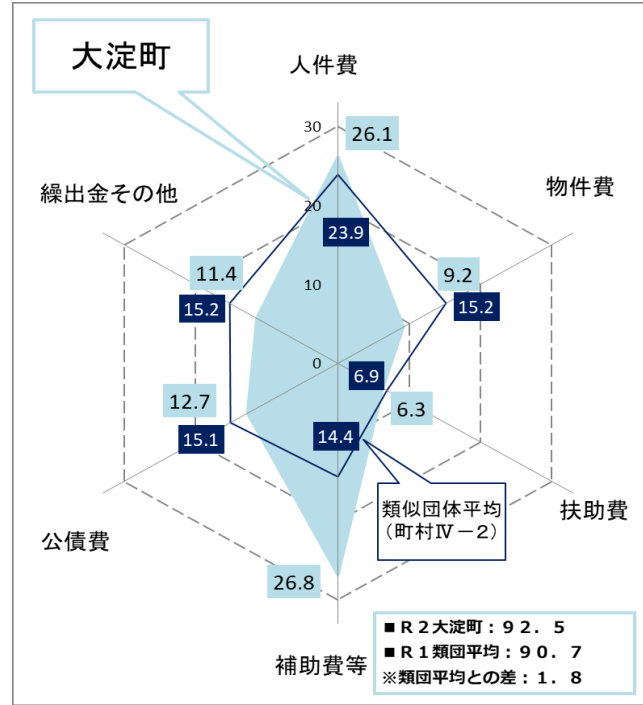 大淀町
人件費
30
26.1
物件費
繰出金その他
20
23.9
11.4
10
9.2
15.2
15.2
0
6.9
12.7
6.3
15.1
14.4
類似団体平均
（町村Ⅳ－2）
公債費
扶助費
26.8
補助費等
■Ｒ２大淀町：９２．５
■Ｒ１類団平均：９０．７
※類団平均との差：１．８